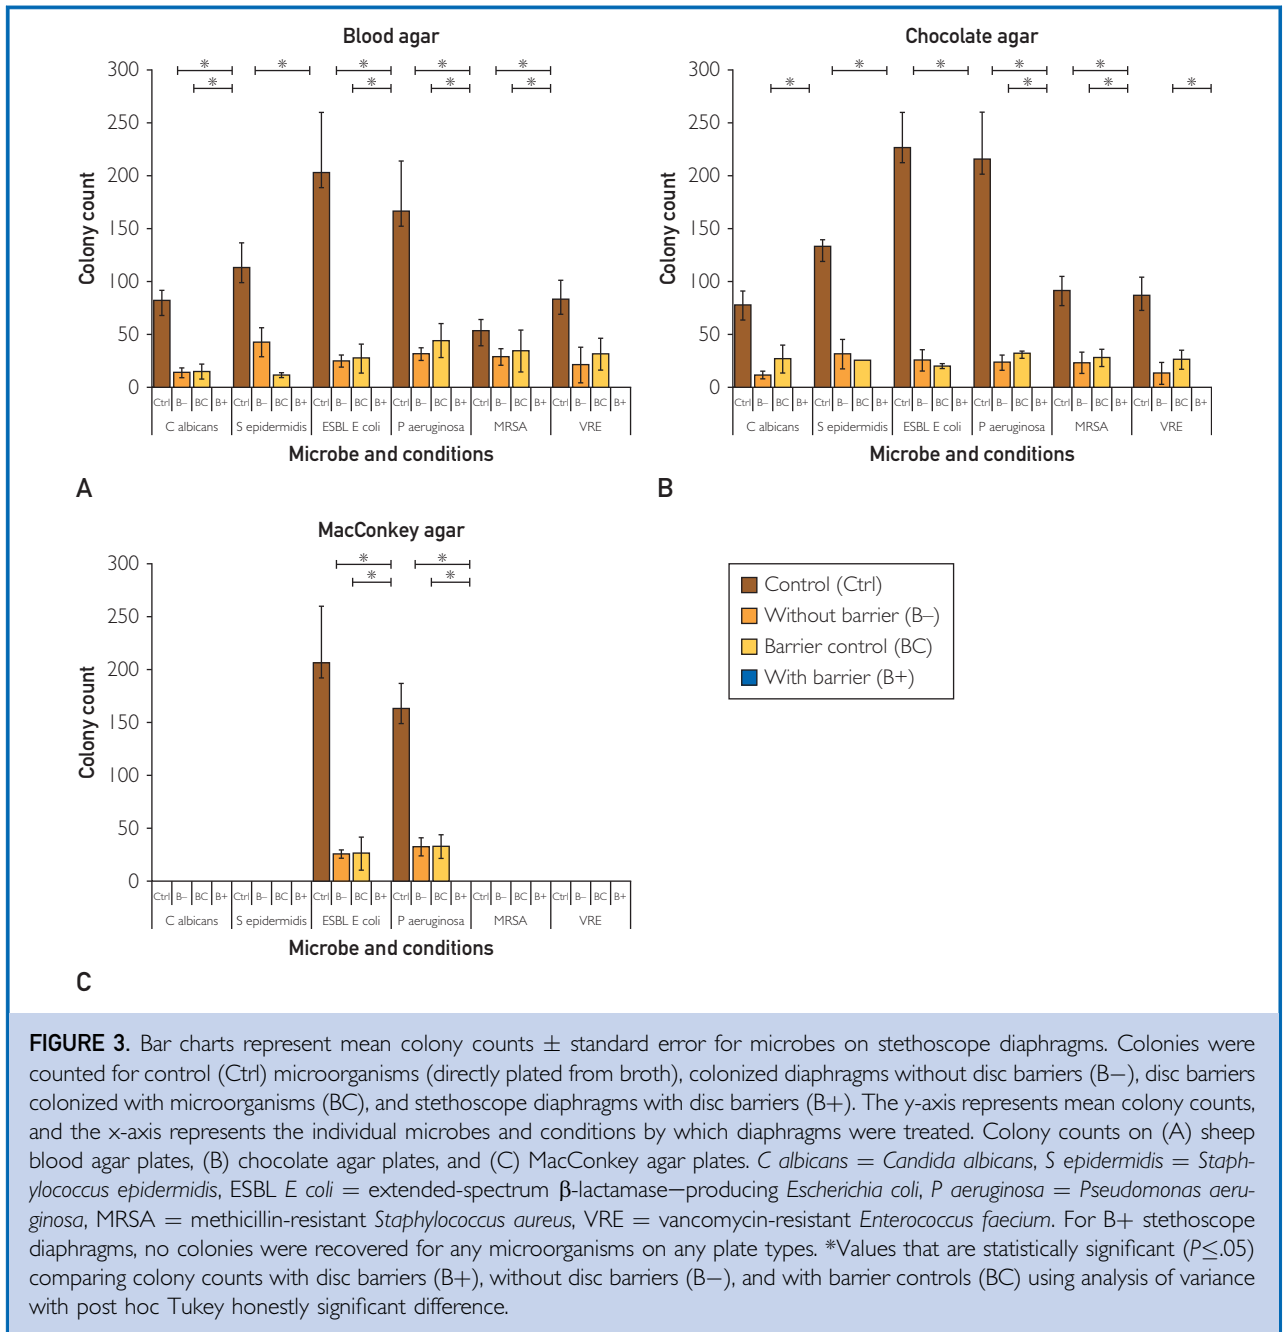 Blood agar
* * * * *
* * * *
300
250
200
150
100
50
0
Colony count
Ctrl B– BC B+ Ctrl B– BC B+ Ctrl B– BC B+ Ctrl B– BC B+ Ctrl B– BC B+ Ctrl B– BC B+
C albicans S epidermidis ESBL E coli P aeruginosa MRSA VRE
Microbe and conditions
A
Chocolate agar
* * * *
* * * *
300
250
200
150
100
50
0
Colony count
Ctrl B– BC B+ Ctrl B– BC B+ Ctrl B– BC B+ Ctrl B– BC B+ Ctrl B– BC B+ Ctrl B– BC B+
C albicans S epidermidis ESBL E coli P aeruginosa MRSA VRE
Microbe and conditions
B
MacConkey agar
* *
* *
300
250
200
150
100
50
0
Colony count
Ctrl B– BC B+ Ctrl B– BC B+ Ctrl B– BC B+ Ctrl B– BC B+ Ctrl B– BC B+ Ctrl B– BC B+
C albicans S epidermidis ESBL E coli P aeruginosa MRSA VRE
Microbe and conditions
C
Control (Ctrl)
Without barrier (B–)
Barrier control (BC)
With barrier (B+)
FIGURE 3. Bar charts represent mean colony counts ± standard error for microbes on stethoscope diaphragms. Colonies were
counted for control (Ctrl) microorganisms (directly plated from broth), colonized diaphragms without disc barriers (B−), disc barriers
colonized with microorganisms (BC), and stethoscope diaphragms with disc barriers (B+). The y-axis represents mean colony counts,
and the x-axis represents the individual microbes and conditions by which diaphragms were treated. Colony counts on (A) sheep
blood agar plates, (B) chocolate agar plates, and (C) MacConkey agar plates. C albicans = Candida albicans, S epidermidis = Staph-
ylococcus epidermidis, ESBL E coli = extended-spectrum β-lactamase–producing Escherichia coli, P aeruginosa = Pseudomonas aeru-
ginosa, MRSA = methicillin-resistant Staphylococcus aureus, VRE = vancomycin-resistant Enterococcus faecium. For B+ stethoscope
diaphragms, no colonies were recovered for any microorganisms on any plate types. *Values that are statistically significant (P≤.05)
comparing colony counts with disc barriers (B+), without disc barriers (B−), and with barrier controls (BC) using analysis of variance
with post hoc Tukey honestly significant difference.